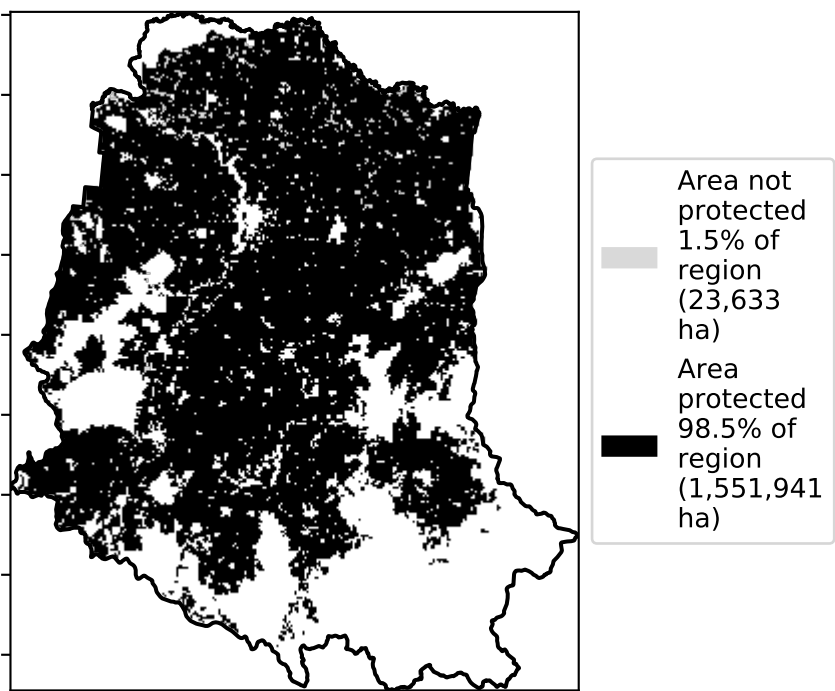 Area not
protected
1.5% of
region
(23,633
ha)
Area
protected
98.5% of
region
(1,551,941
ha)